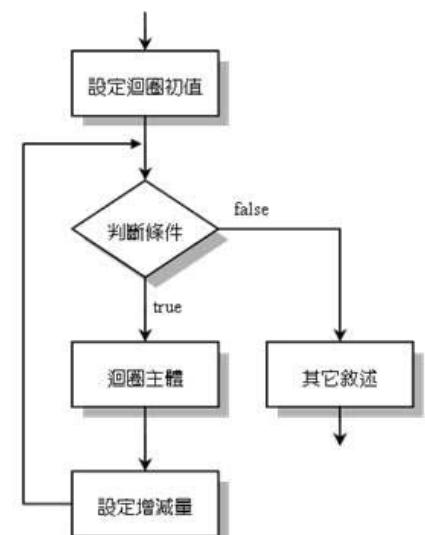 設定迴圈初值
判斷條件
false
true
迴圈主體
其它敘述
設定增減量